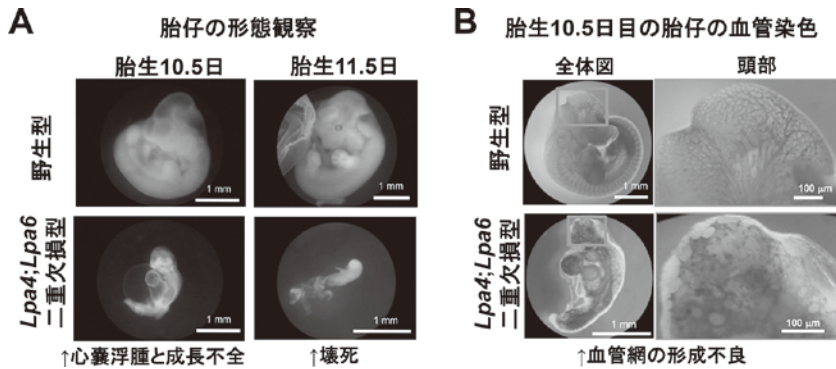 A 胎仔の形態観察
胎生10.5日 胎生11.5日
野生型
1 mm
1 mm
Lpa4;Lpa6
二重欠損型
1 mm
1 mm
↑心嚢浮腫と成長不全 ↑壊死
B 胎生10.5日目の胎仔の血管染色
全体図 頭部
野生型
1 mm
100 μm
Lpa4;Lpa6
二重欠損型
1 mm
100 μm
↑血管網の形成不良